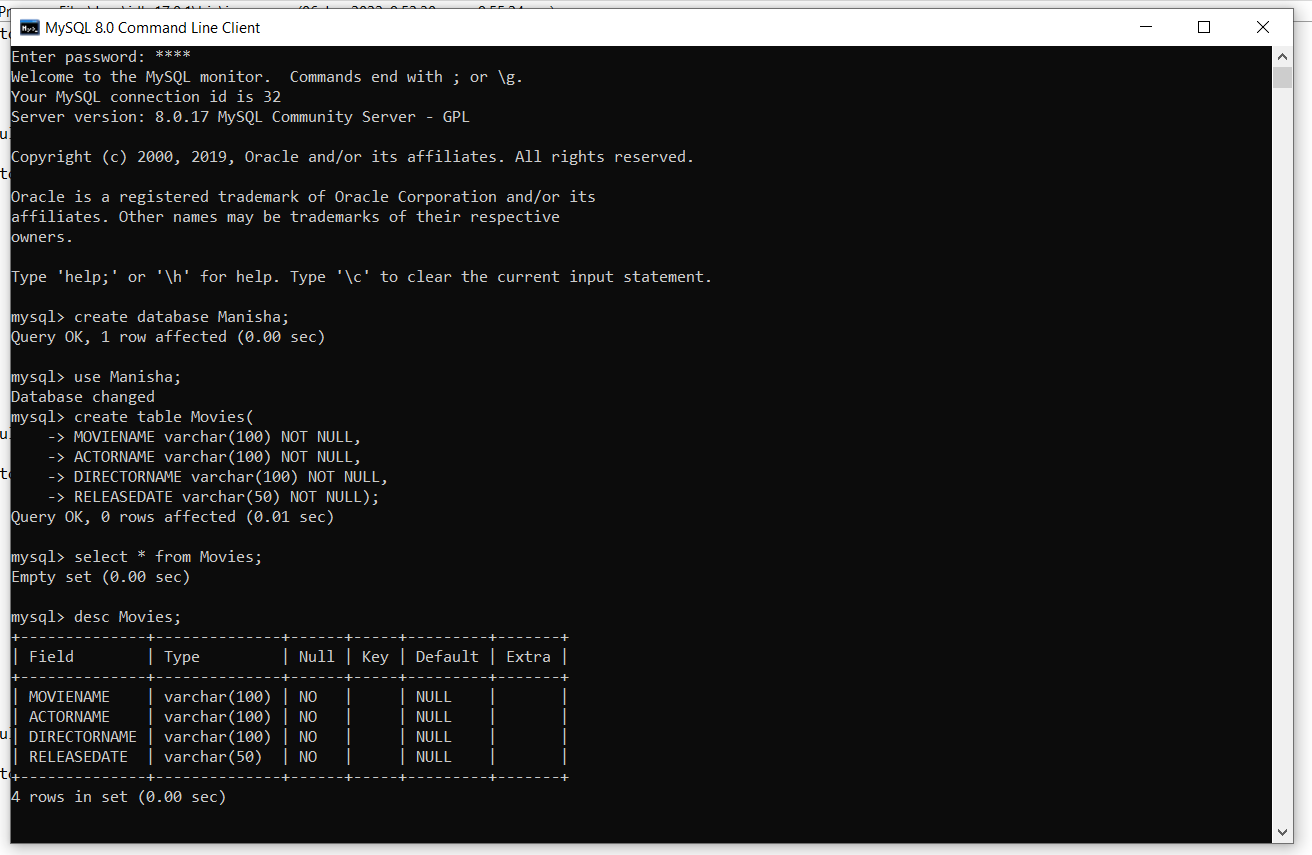 MySQL 8.0 Command Line Client
Enter password: ****
Welcome to the MySQL monitor.  Commands end with ; or \g.
Your MySQL connection id is 32
Server version: 8.0.17 MySQL Community Server - GPL
Copyright (c) 2000, 2019, Oracle and/or its affiliates. All rights reserved.
Oracle is a registered trademark of Oracle Corporation and/or its
affiliates. Other names may be trademarks of their respective
owners.
Type 'help;' or '\h' for help. Type '\c' to clear the current input statement.
mysql> create database Manisha;
Query OK, 1 row affected (0.00 sec)
mysql> use Manisha;
Database changed
mysql> create table Movies(
    -> MOVIENAME varchar(100) NOT NULL,
    -> ACTORNAME varchar(100) NOT NULL,
    -> DIRECTORNAME varchar(100) NOT NULL,
    -> RELEASEDATE varchar(50) NOT NULL);
Query OK, 0 rows affected (0.01 sec)
mysql> select * from Movies;
Empty set (0.00 sec)
mysql> desc Movies;
+--------------+--------------+------+-----+---------+-------+
| Field        | Type         | Null | Key | Default | Extra |
+--------------+--------------+------+-----+---------+-------+
| MOVIENAME    | varchar(100) | NO   |     | NULL    |       |
| ACTORNAME    | varchar(100) | NO   |     | NULL    |       |
| DIRECTORNAME | varchar(100) | NO   |     | NULL    |       |
| RELEASEDATE  | varchar(50)  | NO   |     | NULL    |       |
+--------------+--------------+------+-----+---------+-------+
4 rows in set (0.00 sec)